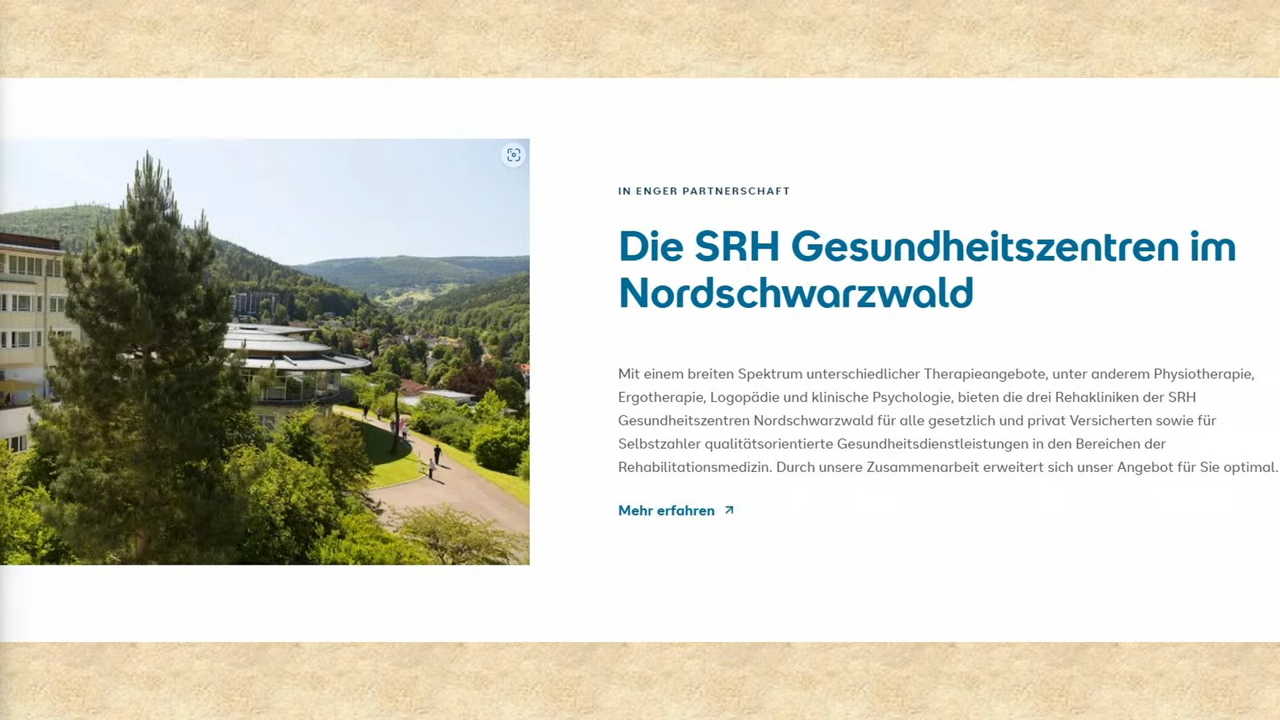 IN ENGER PARTNERSCHAFT
Die SRH Gesundheitszentren im
Nordschwarzwald
Mit einem breiten Spektrum unterschiedlicher Therapieangebote, unter anderem Physiotherapie,
Ergotherapie, Logopädie und klinische Psychologie, bieten die drei Rehakliniken der SRH
Gesundheitszentren Nordschwarzwald für alle gesetzlich und privat Versicherten sowie für
Selbstzahler qualitätsorientierte Gesundheitsdienstleistungen in den Bereichen der
Rehabilitationsmedizin. Durch unsere Zusammenarbeit erweitert sich unser Angebot für Sie optimal.
Mehr erfahren